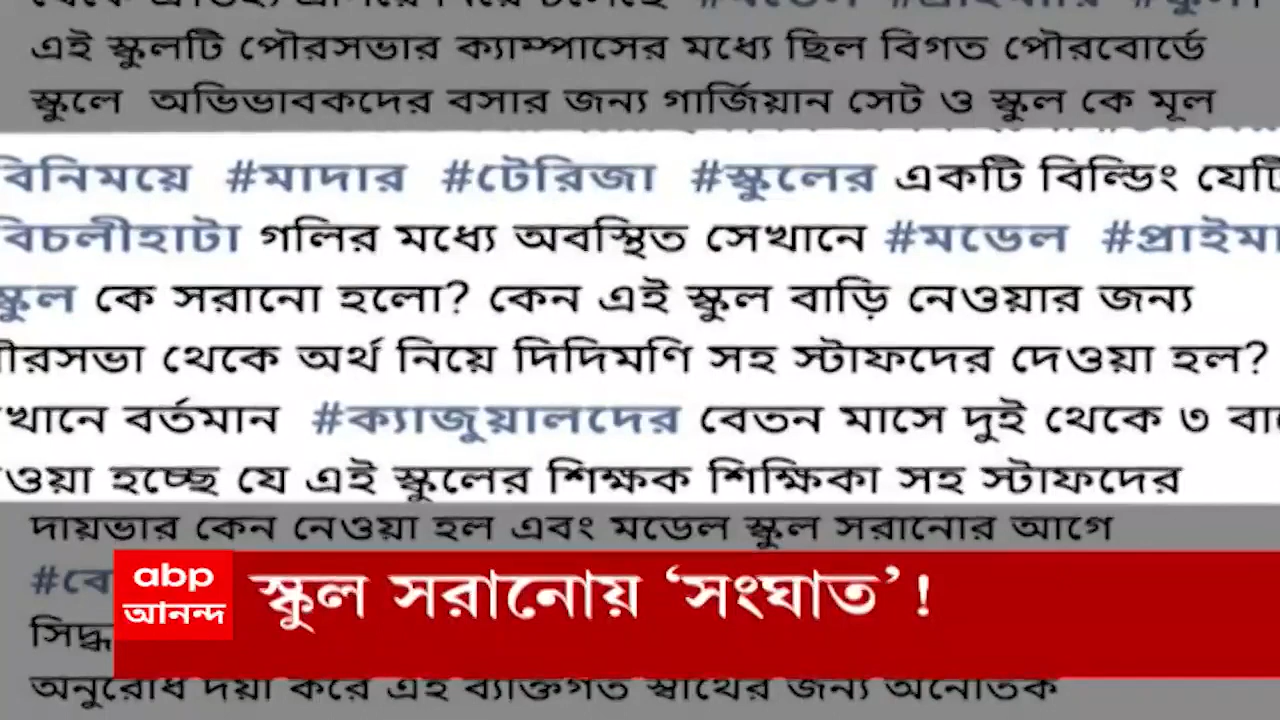 এই স্কুলটি পৌরসভার ক্যাম্পাসের মধ্যে ছিল বিগত পৌরবোর্ডে
স্কুলে অভিভাবকদের বসার জন্য গার্জিয়ান সেট ও স্কুল কে মূল
বিনিময়ে #মাদার #টেরিজা #স্কুলের একটি বিল্ডিং যেটি
বিচলীহাটা গলির মধ্যে অবস্থিত সেখানে #মডেল #প্রাইমা
স্কুল কে সরানো হলো? কেন এই স্কুল বাড়ি নেওয়ার জন্য
ৗরসভা থেকে অর্থ নিয়ে দিদিমণি সহ স্টাফদের দেওয়া হল?
খানে বর্তমান #ক্যাজুয়ালদের বেতন মাসে দুই থেকে ৩ বা
ওয়া হচ্ছে যে এই স্কুলের শিক্ষক শিক্ষিকা সহ স্টাফদের
দায়ভার কেন নেওয়া হল এবং মডেল স্কুল সরানোর আগে
#বে
abp
আনন্দ
স্কুল সরানোয় ‘সংঘাত’!
সিদ্ধ
অনুরোধ দয়া করে এই ব্যক্তিগত স্বার্থের জন্য অনৈতিক